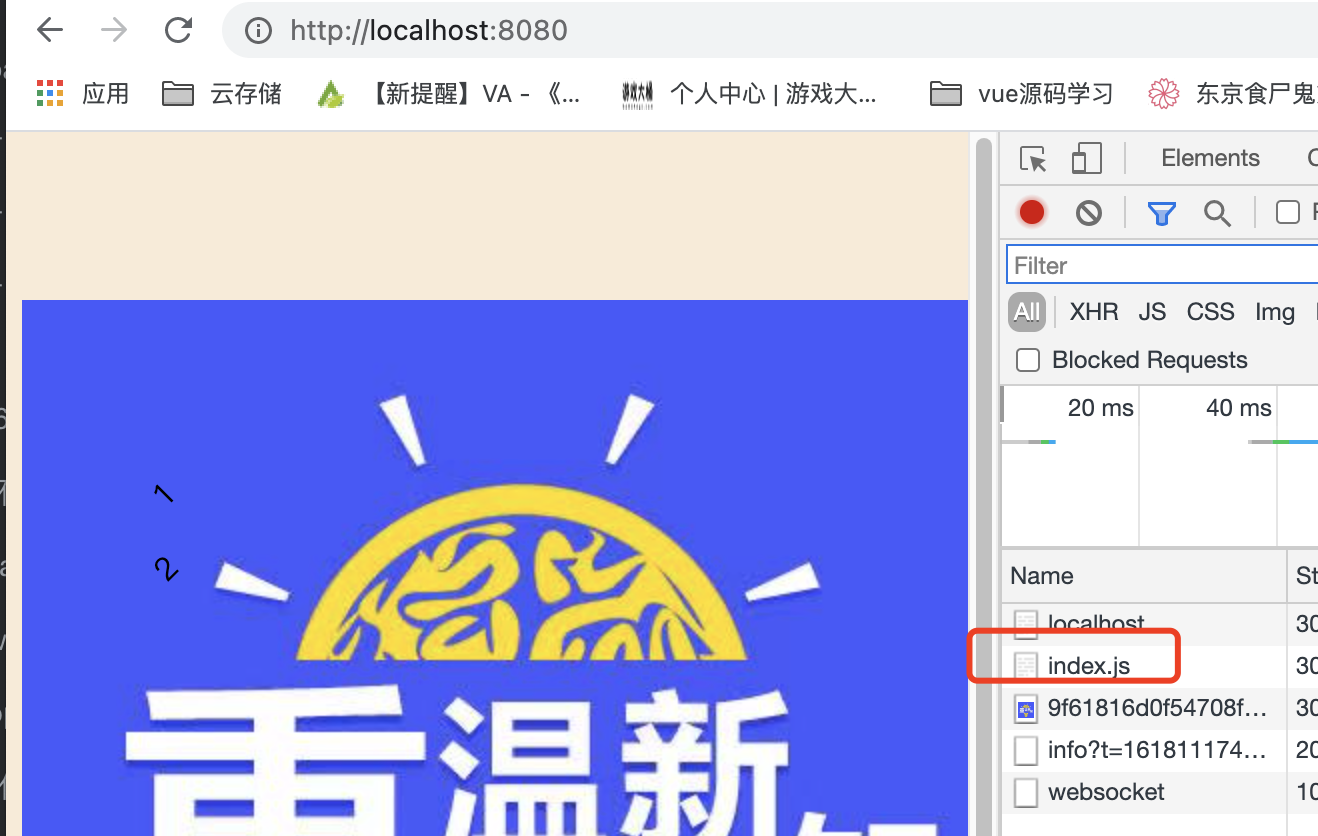 http://localhost:8080
应用 云存储 【新提醒】VA - 《... 个人中心 | 游戏大... vue源码学习 东京食尸鬼
Elements
Filter
All XHR JS CSS Img
Blocked Requests
20 ms 40 ms
1
2
Name St
localhost 30
index.js 30
9f61816d0f54708f... 30
info?t=161811174... 20
websocket 10
重温新